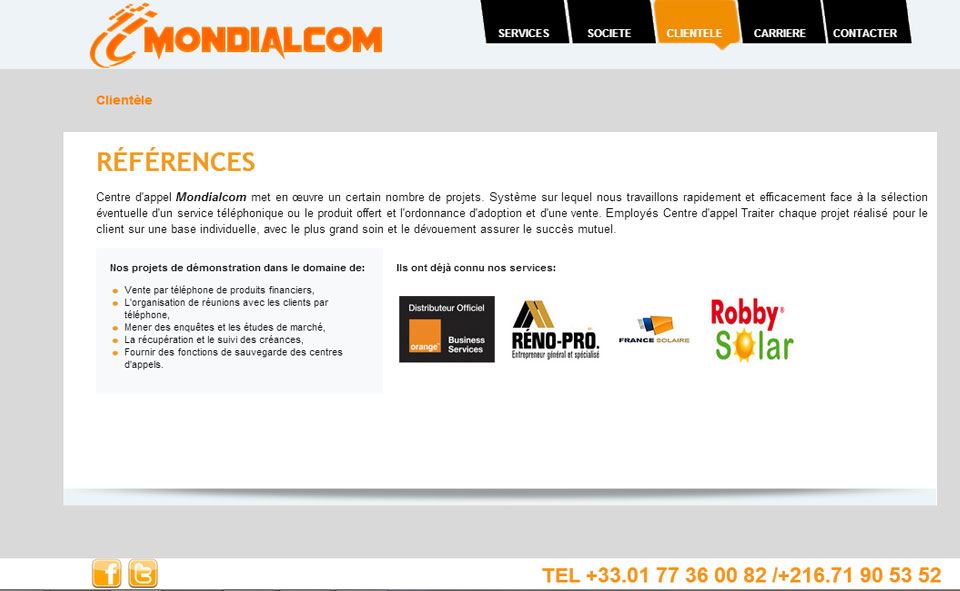 MONDIALCOM
SERVICES SOCIETE CLIENTELE CARRIERE CONTACTER
Clientèle
RÉFÉRENCES
Centre d'appel Mondialcom met en œuvre un certain nombre de projets. Système sur lequel nous travaillons rapidement et efficacement face à la sélection
éventuelle d'un service téléphonique ou le produit offert et l'ordonnance d'adoption et d'une vente. Employés Centre d'appel Traiter chaque projet réalisé pour le
client sur une base individuelle, avec le plus grand soin et le dévouement assurer le succès mutuel.
Nos projets de démonstration dans le domaine de:
Vente par téléphone de produits financiers,
L'organisation de réunions avec les clients par
téléphone,
Mener des enquêtes et les études de marché,
La récupération et le suivi des créances,
Fournir des fonctions de sauvegarde des centres
d'appels.
Ils ont déjà connu nos services:
Distributeur Officiel
orange
Business
Services
RÉNO-PRO.
Entrepreneur général et spécialisé
FRANCE SOLAIRE
Robby
Solar
TEL +33.01 77 36 00 82 /+216.71 90 53 52